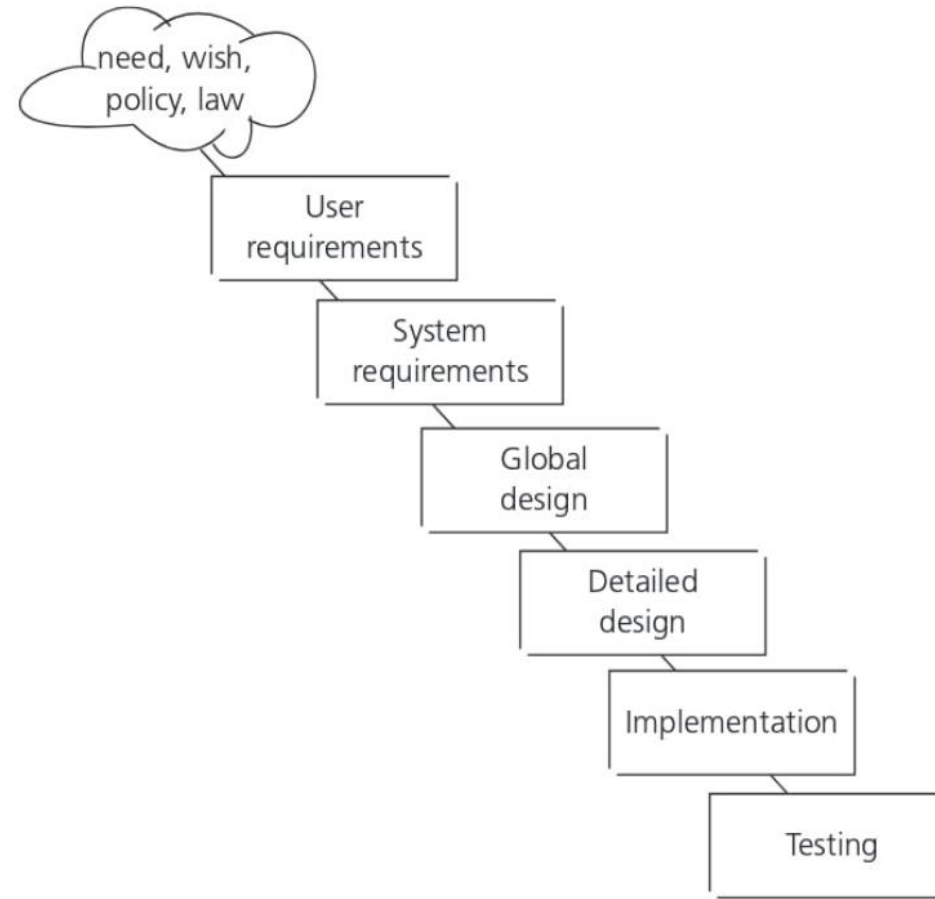 need, wish,
policy, law
User
requirements
System
requirements
Global
design
Detailed
design
Implementation
Testing